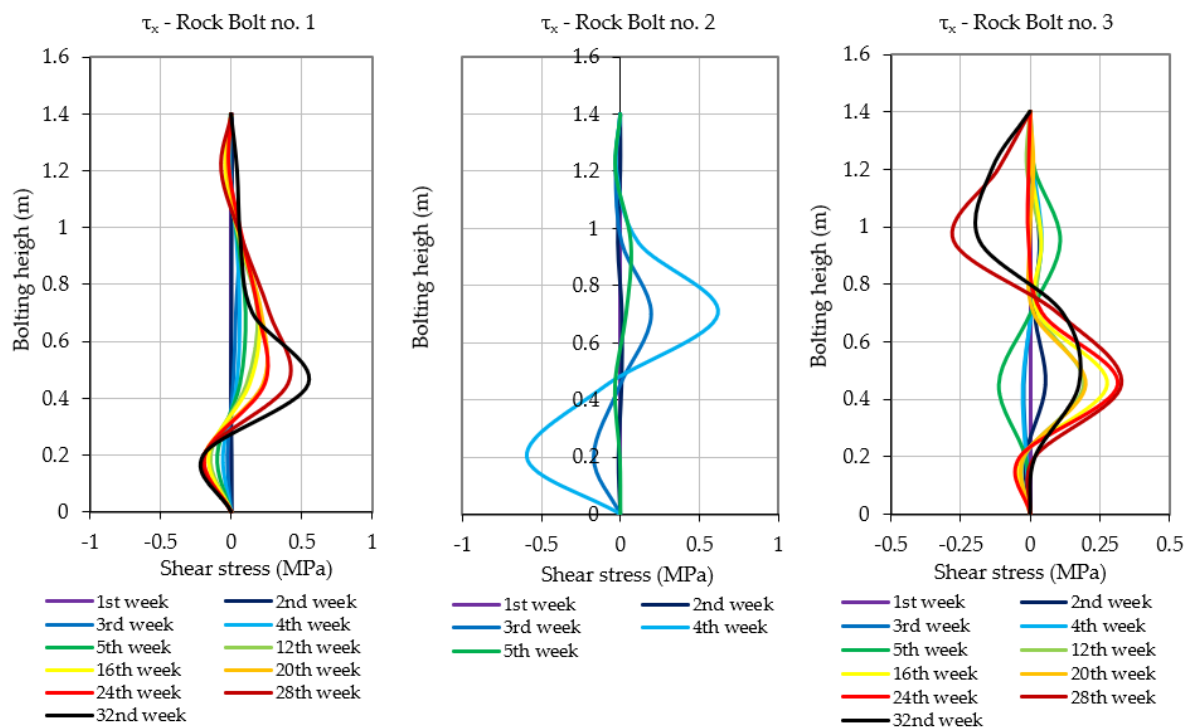 τx - Rock Bolt no. 1
1.6
1.4
1.2
1
0.8
0.6
0.4
0.2
0
-1 -0.5 0 0.5 1
Bolting heigh (m)
Shear stress (MPa)
1st week 2nd week
3rd week 4th week
5th week 12th week
16th week 20th week
24th week 28th week
32nd week
τx - Rock Bolt no. 2
1.6
1.4
1.2
1
0.8
0.6
0.4
0.2
0
-1 -0.5 0 0.5 1
Bolting heigh (m)
Shear stress (MPa)
1st week 2nd week
3rd week 4th week
5th week
τx - Rock Bolt no. 3
1.6
1.4
1.2
1
0.8
0.6
0.4
0.2
0
-0.5 -0.25 0 0.25 0.5
Bolting heigh (m)
Shear stress (MPa)
1st week 2nd week
3rd week 4th week
5th week 12th week
16th week 20th week
24th week 28th week
32nd week